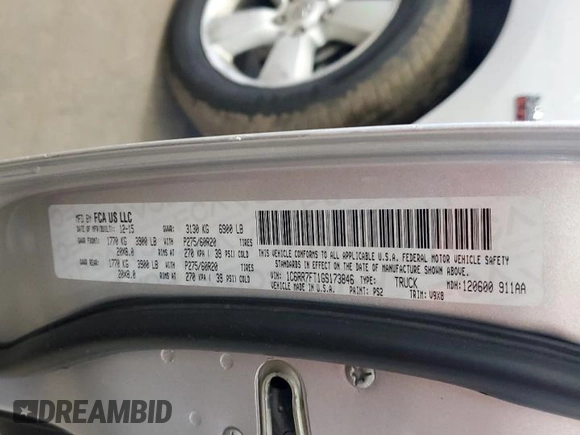 MFD BY FCA US LLC
DATE OF MFR(BUILT): 12-15 GVWR: 3130 KG 6900 LB
GAWR FRONT: 1770 KG 3900 LB WITH P275/60R20 TIRES
20X8.0 RIMS AT 270 KPA ( 39 PSI) COLD
GAWR REAR: 1770 KG 3900 LB WITH P275/60R20 TIRES
20X8.0 RIMS AT 270 KPA ( 39 PSI) COLD
THIS VEHICLE CONFORMS TO ALL APPLICABLE U.S.A. FEDERAL MOTOR VEHICLE SAFETY
STANDARDS IN EFFECT ON THE DATE OF MANUFACTURE SHOWN ABOVE.
VIN: 1C6RR7FT1GS173846 TYPE: TRUCK MDH: 120600 911AA
VEHICLE MADE IN U.S.A. PAINT: PS2 TRIM: V9X8
DREAMBID